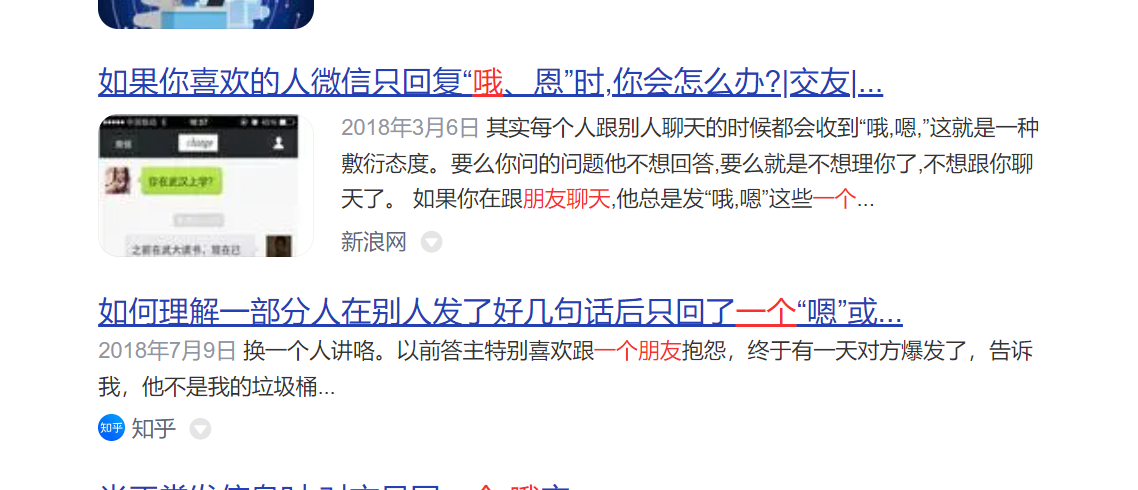 如果你喜欢的人微信只回复“哦、恩”时,你会怎么办?|交友|...
10:37
change
你在武汉上学?
之前在武大读书，现在已
2018年3月6日 其实每个人跟别人聊天的时候都会收到“哦,嗯,”这就是一种
敷衍态度。要么你问的问题他不想回答,要么就是不想理你了,不想跟你聊
天了。 如果你在跟朋友聊天,他总是发“哦,嗯”这些一个...
新浪网
如何理解一部分人在别人发了好几句话后只回了一个“嗯”或...
2018年7月9日 换一个人讲咯。以前答主特别喜欢跟一个朋友抱怨，终于有一天对方爆发了，告诉
我，他不是我的垃圾桶...
知乎 知乎